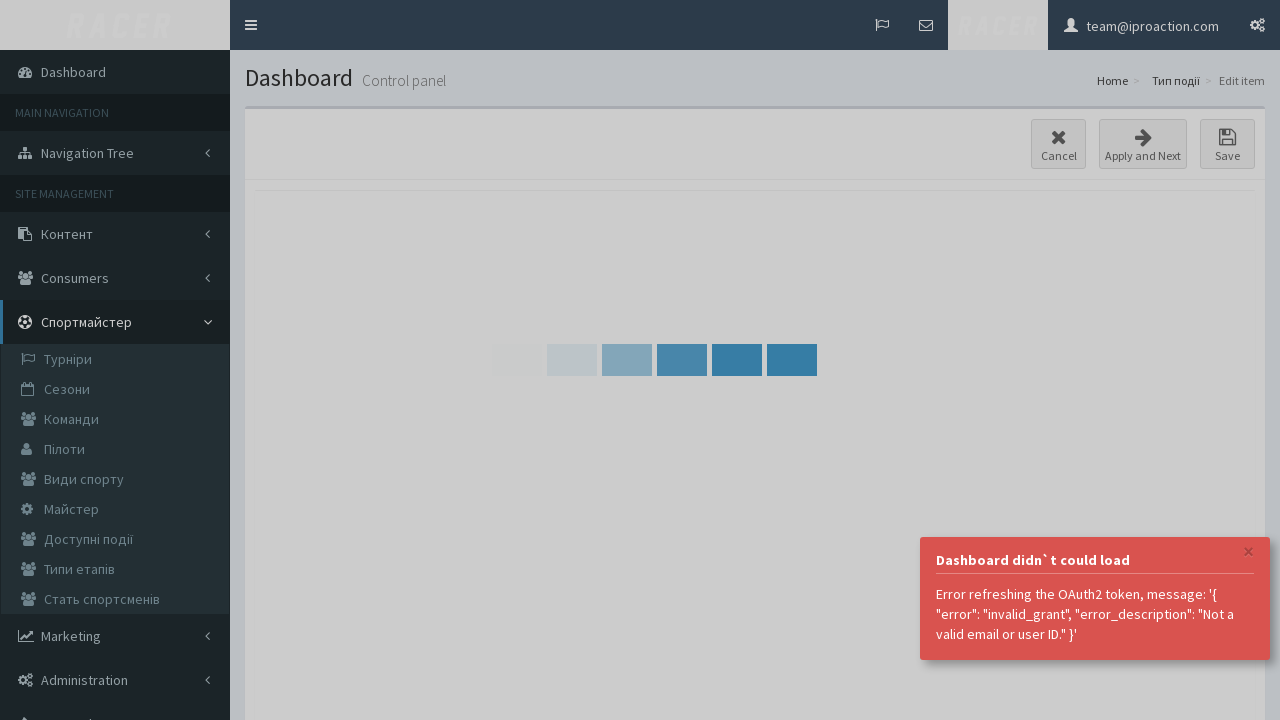 RACER
RACER
team@iproaction.com
Dashboard
MAIN NAVIGATION
Navigation Tree
SITE MANAGEMENT
Контент
Consumers
Спортмайстер
Турніри
Сезони
Команди
Пілоти
Види спорту
Майстер
Доступні події
Типи етапів
Стать спортсменів
Marketing
Administration
Dashboard Control panel
Home > Тип події > Edit item
Cancel
Apply and Next
Save
Dashboard didn`t could load
×
Error refreshing the OAuth2 token, message: '{
"error": "invalid_grant", "error_description": "Not a
valid email or user ID." }'